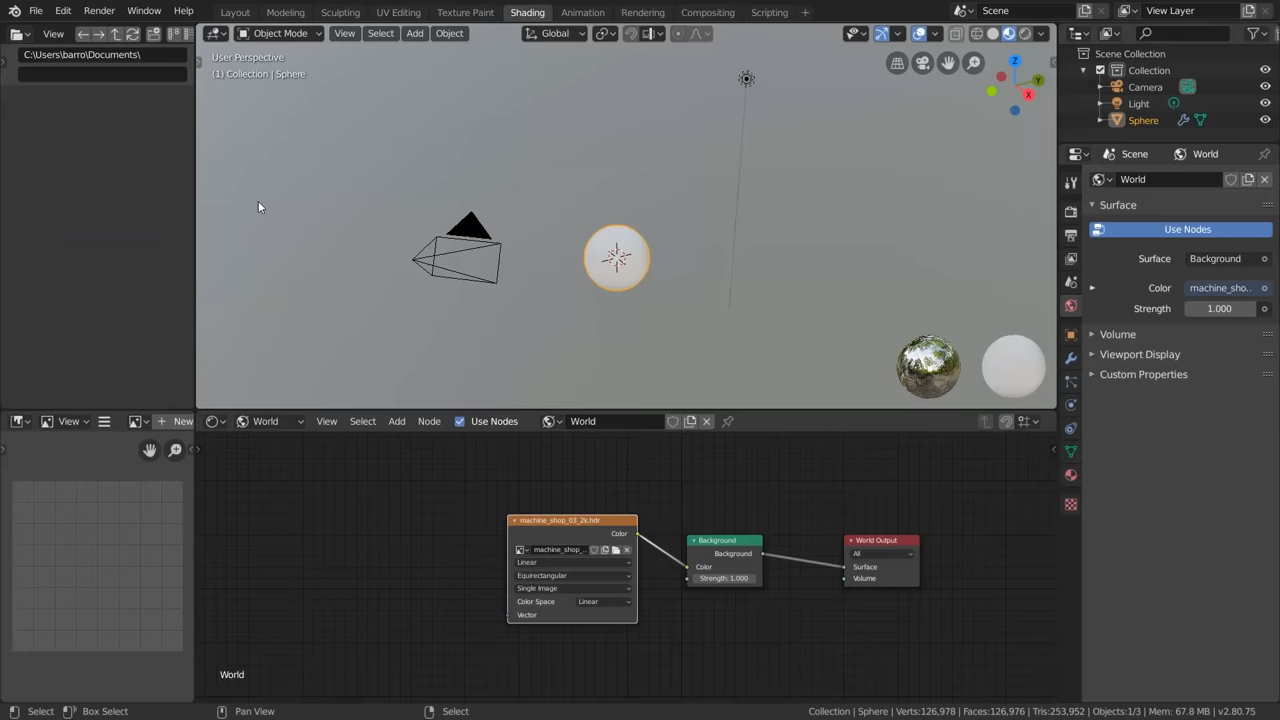 File Edit Render Window Help Layout Modeling Sculpting UV Editing Texture Paint Shading Animation Rendering Compositing Scripting Scene View Layer
View
Object Mode View Select Add Object Global
C:\Users\barro\Documents\
User Perspective
(1) Collection | Sphere
Z
Y
X
Scene Collection
Collection
Camera
Light
Sphere
Scene World
World
Surface
Use Nodes
Surface Background
Color machine_sho..
Strength 1.000
Volume
Viewport Display
Custom Properties
View New
World View Select Add Node Use Nodes World
machine_shop_03_2k.hdr
Color
machine_shop_..
Linear
Equirectangular
Single Image
Color Space Linear
Vector
Background
Background
Color
Strength: 1.000
World Output
All
Surface
Volume
World
Select Box Select Pan View Select Collection | Sphere | Verts:126,978 | Faces:126,976 | Tris:253,952 | Objects:1/3 | Mem: 67.8 MB | v2.80.75